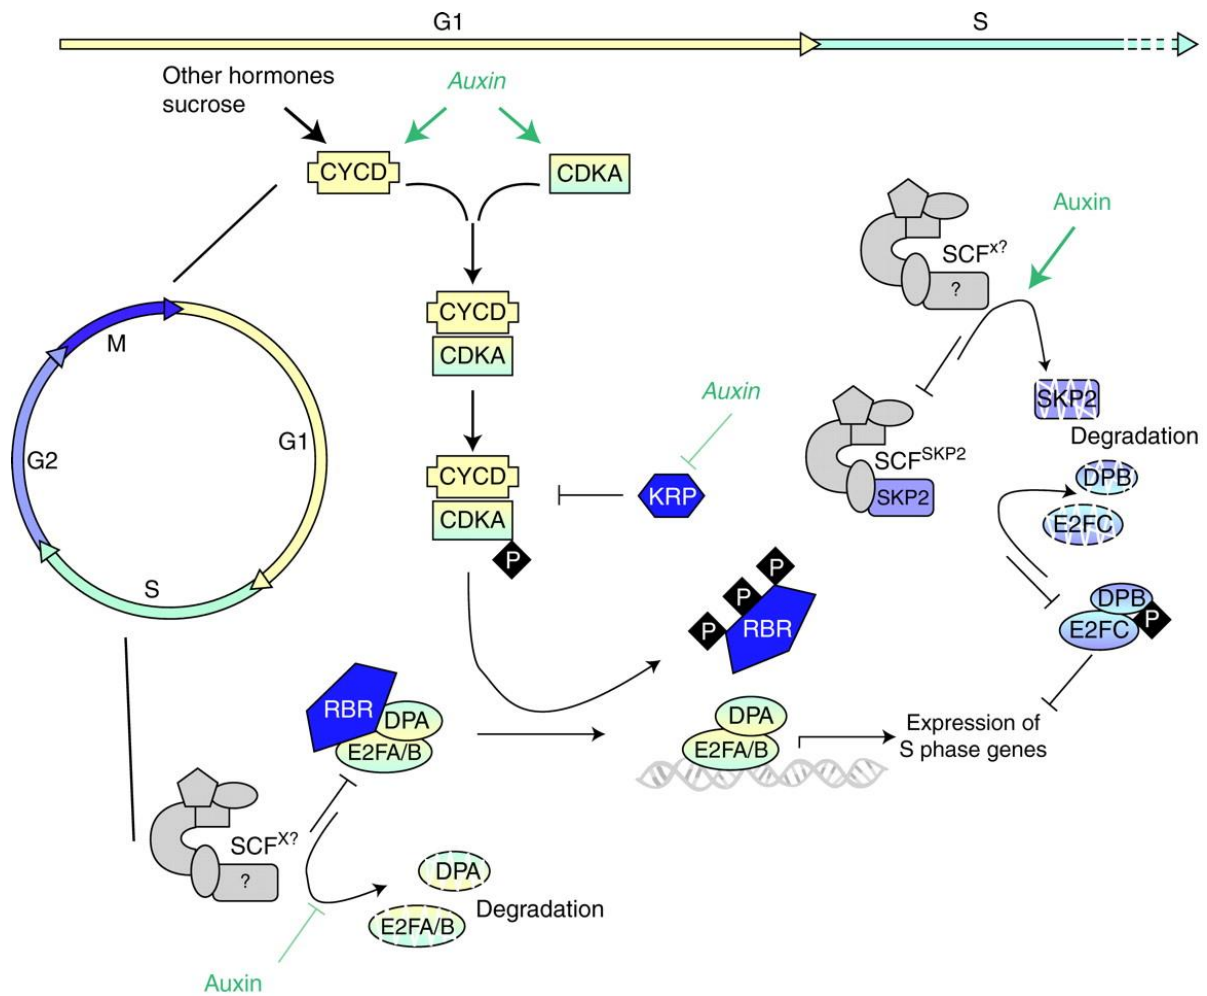 G1
S
Other hormones
sucrose
Auxin
CYCD
CDKA
Auxin
SCFx?
?
CYCD
CDKA
M
G1
G2
S
Auxin
SKP2
Degradation
CYCD
CDKA
P
KRP
SCFSKP2
SKP2
DPB
E2FC
P
P
P
RBR
DPB
E2FC
P
RBR
DPA
E2FA/B
DPA
E2FA/B
Expression of
S phase genes
SCFX?
?
DPA
E2FA/B
Degradation
Auxin